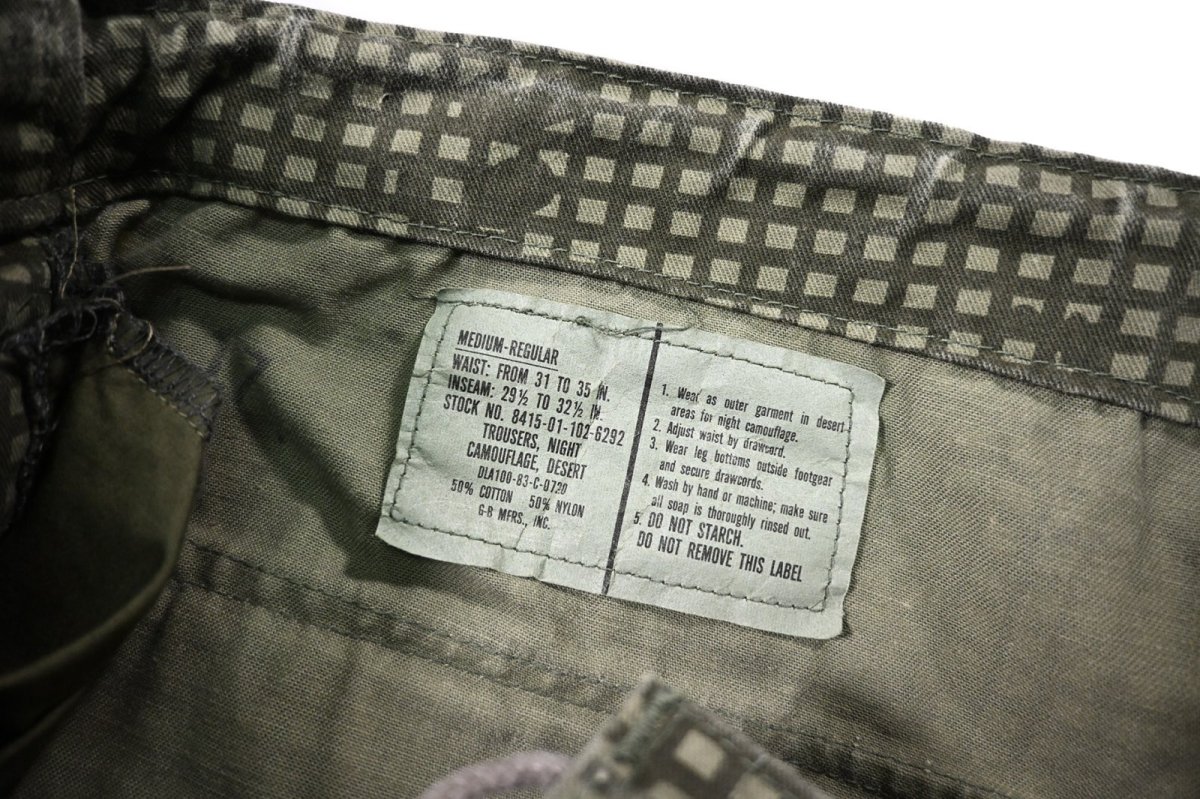 MEDIUM-REGULAR
WAIST: FROM 31 TO 35 IN.
INSEAM: 29½ TO 32½ IN.
STOCK NO. 8415-01-102-6292
TROUSERS, NIGHT
CAMOUFLAGE, DESERT
DLA100-83-C-0720
50% COTTON 50% NYLON
G-B MFRS., INC.
1. Wear as outer garment in desert
areas for night camouflage.
2. Adjust waist by drawcord.
3. Wear leg bottoms outside footgear
and secure drawcords.
4. Wash by hand or machine; make sure
all soap is thoroughly rinsed out.
5. DO NOT STARCH.
DO NOT REMOVE THIS LABEL